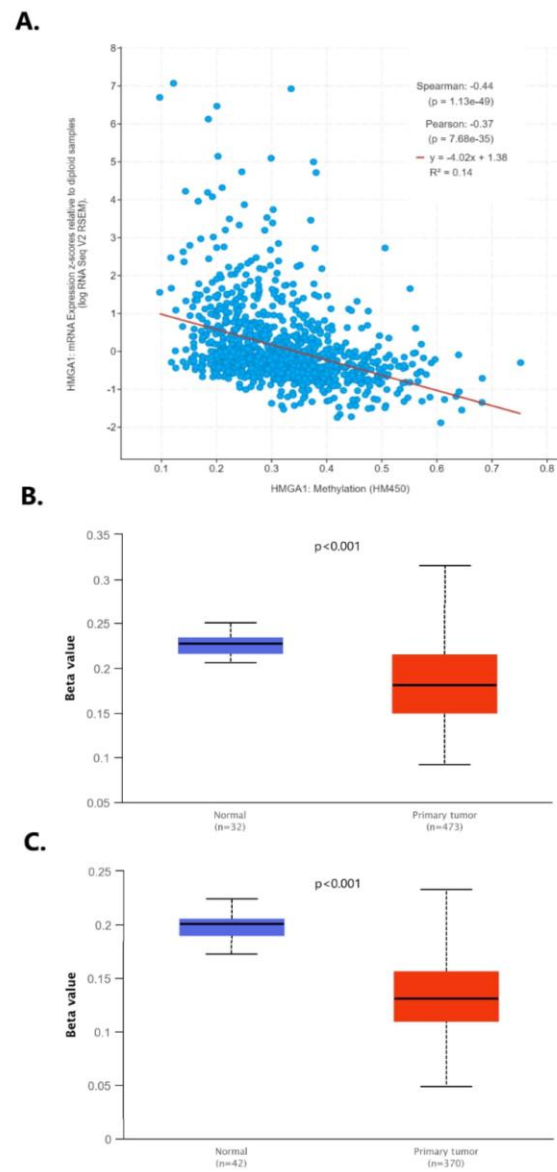 A.
HMGA1: mRNA Expression z-scores relative to diploid samples
(log RNA Seq V2 RSEM).
8
7
6
5
4
3
2
1
0
-1
-2
Spearman: -0.44
(p = 1.13e-49)
Pearson: -0.37
(p = 7.68e-35)
y = -4.02x + 1.38
R² = 0.14
0.1 0.2 0.3 0.4 0.5 0.6 0.7 0.8
HMGA1: Methylation (HM450)
B.
Beta value
0.35
0.3
0.25
0.2
0.15
0.1
0.05
p<0.001
Normal
(n=32)
Primary tumor
(n=473)
C.
Beta value
0.25
0.2
0.15
0.1
0.05
0
p<0.001
Normal
(n=42)
Primary tumor
(n=370)